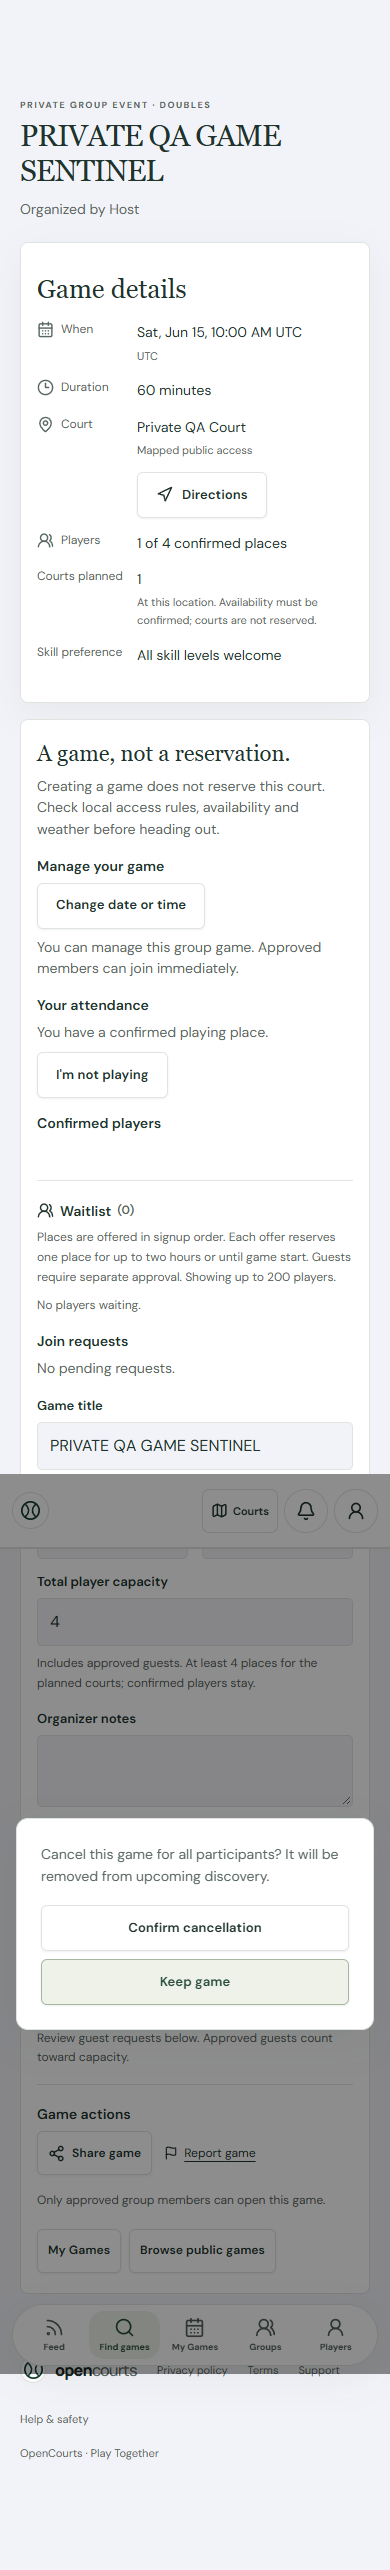 PRIVATE GROUP EVENT · DOUBLES
PRIVATE QA GAME
SENTINEL
Organized by Host
Game details
When
Sat, Jun 15, 10:00 AM UTC
UTC
Duration
60 minutes
Court
Private QA Court
Mapped public access
Directions
Players
1 of 4 confirmed places
Courts planned
1
At this location. Availability must be
confirmed; courts are not reserved.
Skill preference
All skill levels welcome
A game, not a reservation.
Creating a game does not reserve this court.
Check local access rules, availability and
weather before heading out.
Manage your game
Change date or time
You can manage this group game. Approved
members can join immediately.
Your attendance
You have a confirmed playing place.
I'm not playing
Confirmed players
Waitlist (0)
Places are offered in signup order. Each offer reserves
one place for up to two hours or until game start. Guests
require separate approval. Showing up to 200 players.
No players waiting.
Join requests
No pending requests.
Game title
PRIVATE QA GAME SENTINEL
Courts
Total player capacity
4
Includes approved guests. At least 4 places for the
planned courts; confirmed players stay.
Organizer notes
Cancel this game for all participants? It will be
removed from upcoming discovery.
Confirm cancellation
Keep game
Review guest requests below. Approved guests count
toward capacity.
Game actions
Share game
Report game
Only approved group members can open this game.
My Games
Browse public games
Feed
Find games
My Games
Groups
Players
opencourts
Privacy policy
Terms
Support
Help & safety
OpenCourts · Play Together